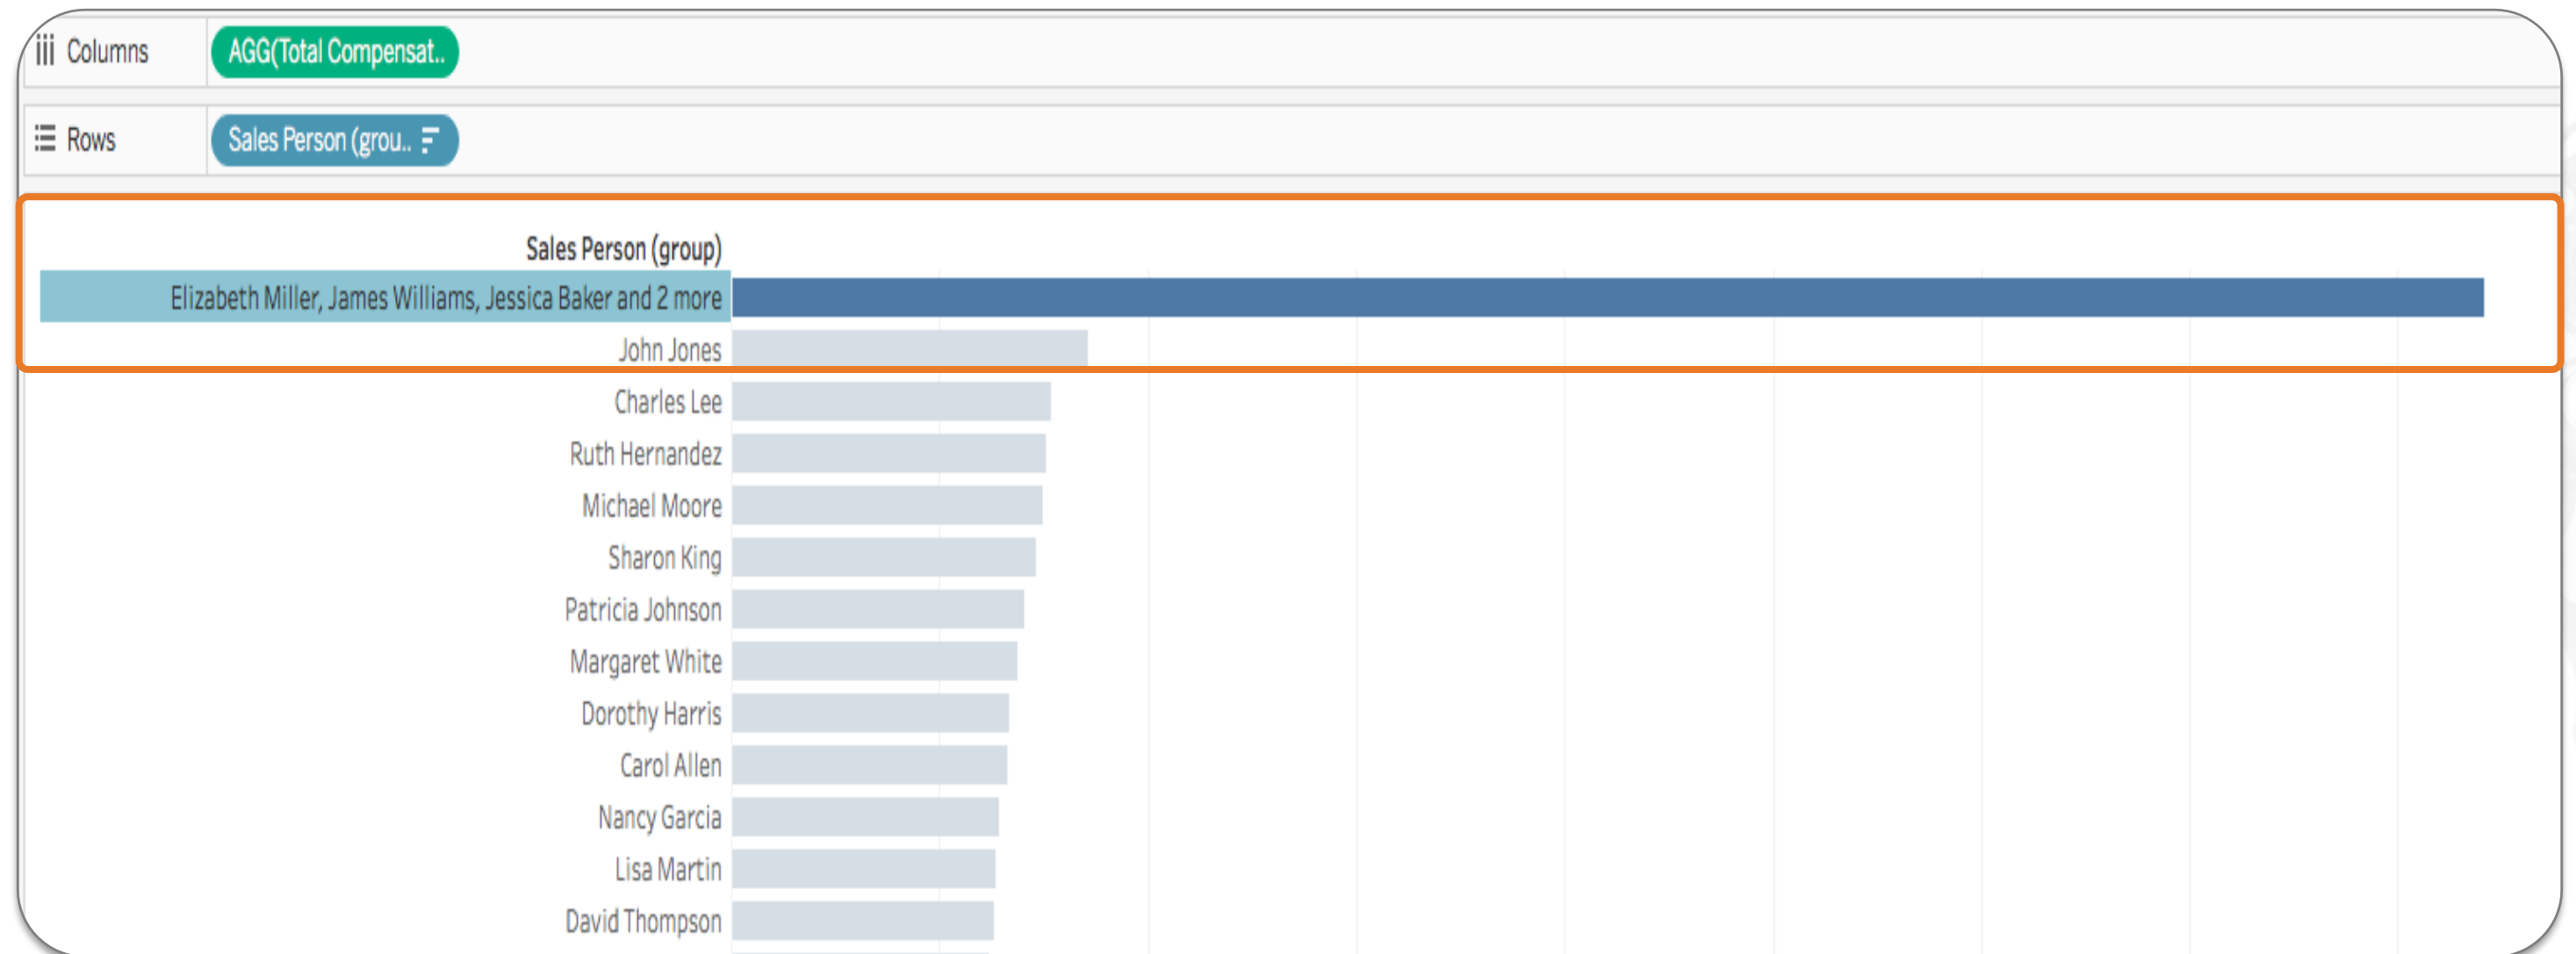 Columns
AGG(Total Compensat..
Rows
Sales Person (grou..
Sales Person (group)
Elizabeth Miller, James Williams, Jessica Baker and 2 more
John Jones
Charles Lee
Ruth Hernandez
Michael Moore
Sharon King
Patricia Johnson
Margaret White
Dorothy Harris
Carol Allen
Nancy Garcia
Lisa Martin
David Thompson